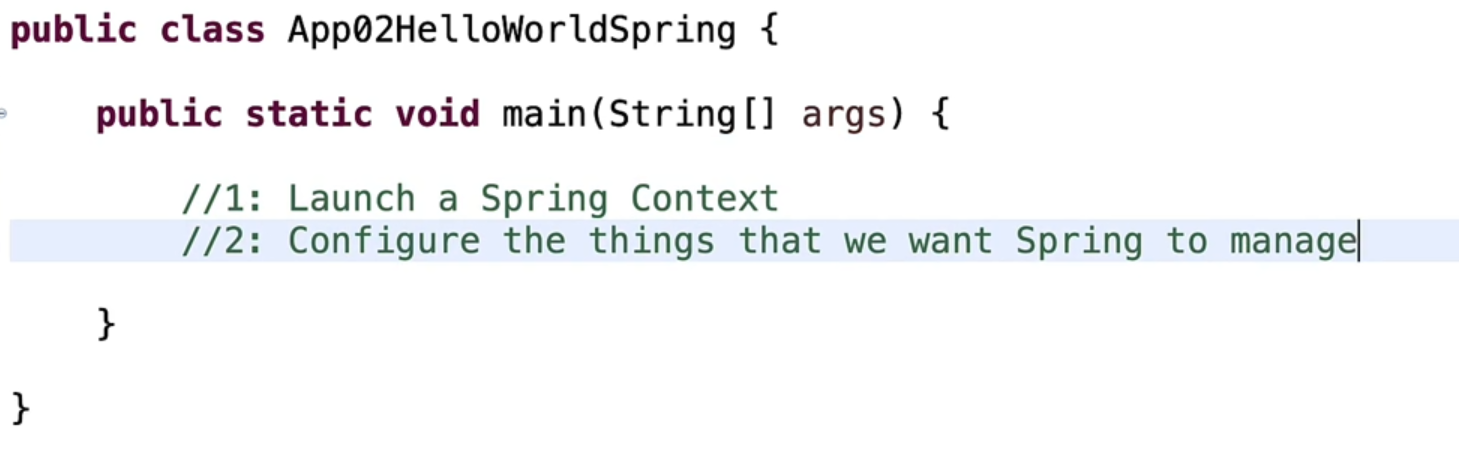 public class App02HelloWorldSpring {
public static void main(String[] args) {
//1: Launch a Spring Context
//2: Configure the things that we want Spring to manage
}
}